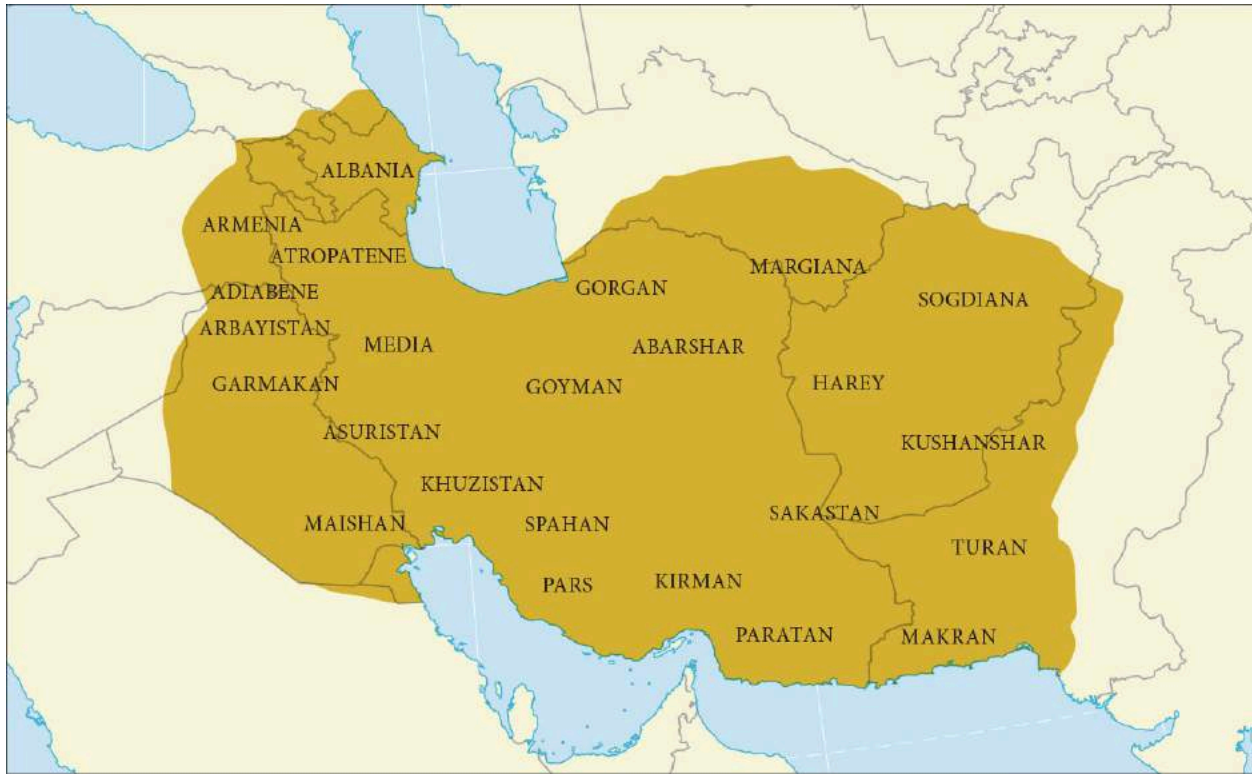 ALBANIA
ARMENIA
ATROPATENE
MARGIANA
ADIABENE
GORGAN
SOGDIANA
ARBAYISTAN
MEDIA
ABARSHAR
GARMAKAN
GOYMAN
HAREY
ASURISTAN
KUSHANSHAR
KHUZISTAN
MAISHAN
SPAHAN
SAKASTAN
TURAN
PARS
KIRMAN
PARATAN
MAKRAN